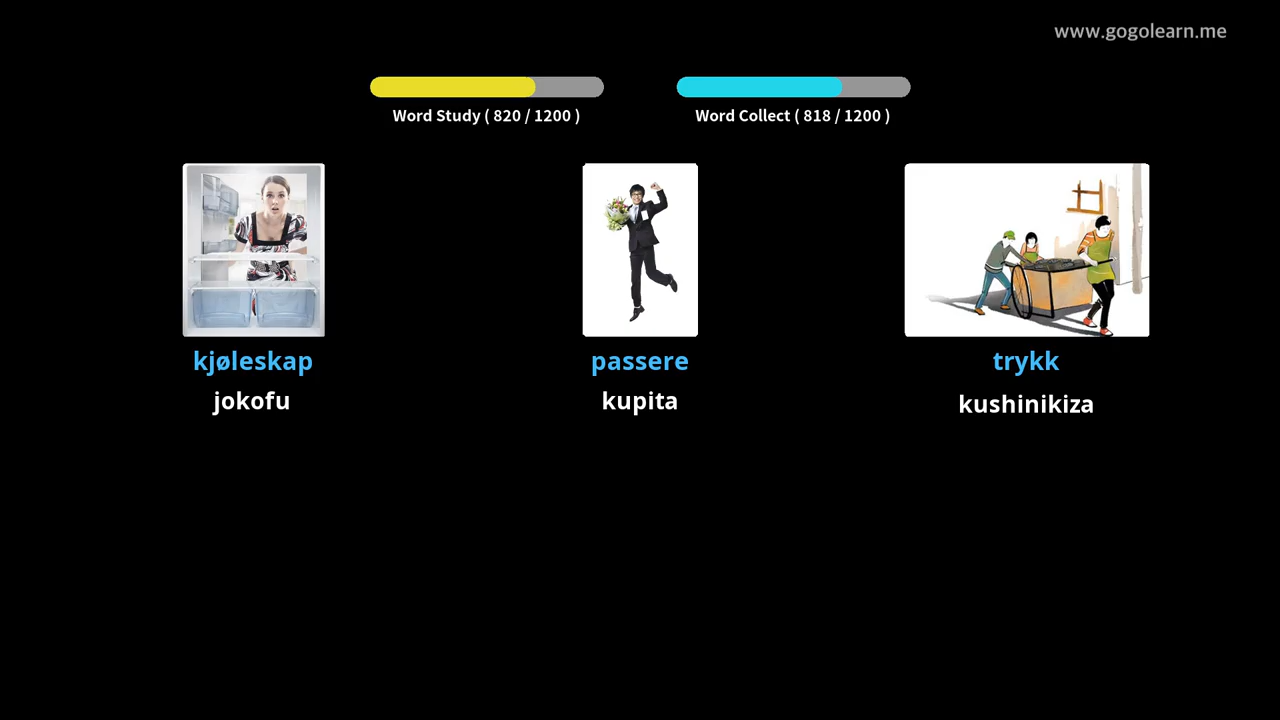 www.gogolearn.me
Word Study ( 820 / 1200 )
Word Collect ( 818 / 1200 )
kjøleskap
jokofu
passere
kupita
trykk
kushinikiza